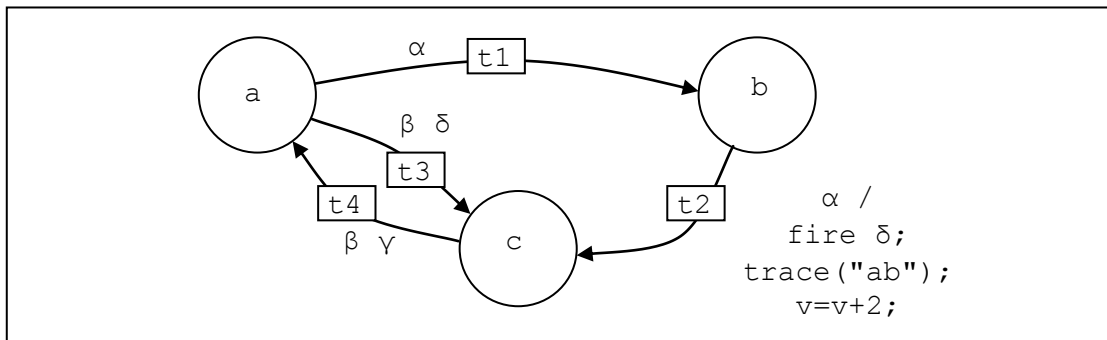 α
t1
a
b
β δ
t3
t4
t2
β γ
c
α /
fire δ;
trace("ab");
v=v+2;